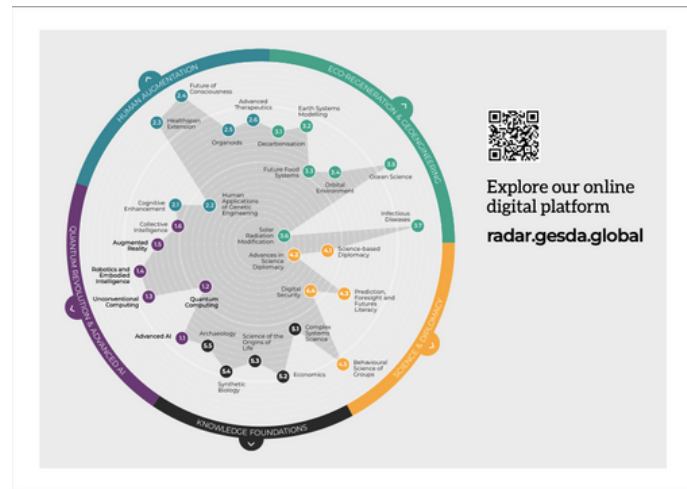 HUMAN AUGMENTATION
ECO-REGENERATION & GEOENGINEERING
QUANTUM REVOLUTION & ADVANCED AI
KNOWLEDGE FOUNDATIONS
SCIENCE & DIPLOMACY
2.4
Future of
Consciousness
2.3
Healthspan
Extension
2.5
Organoids
2.6
Advanced
Therapeutics
3.1
Decarbonisation
3.2
Earth Systems
Modelling
3.3
Future Food
Systems
3.4
Orbital
Environment
3.5
Ocean Science
3.7
Infectious
Diseases
2.1
Cognitive
Enhancement
2.2
Human
Applications
of Genetic
Engineering
1.6
Collective
Intelligence
1.5
Augmented
Reality
1.4
Robotics and
Embodied
Intelligence
1.3
Unconventional
Computing
1.2
Quantum
Computing
1.1
Advanced AI
3.6
Solar
Radiation
Modification
4.2
Advances in
Science
Diplomacy
4.1
Science-based
Diplomacy
4.4
Digital
Security
4.3
Prediction,
Foresight and
Futures
Literacy
4.5
Behavioural
Science
of Groups
5.1
Complex
Systems
Science
5.2
Economics
5.3
Science of the
Origins of
Life
5.4
Synthetic
Biology
5.5
Archaeology
Explore our online
digital platform
radar.gesda.global